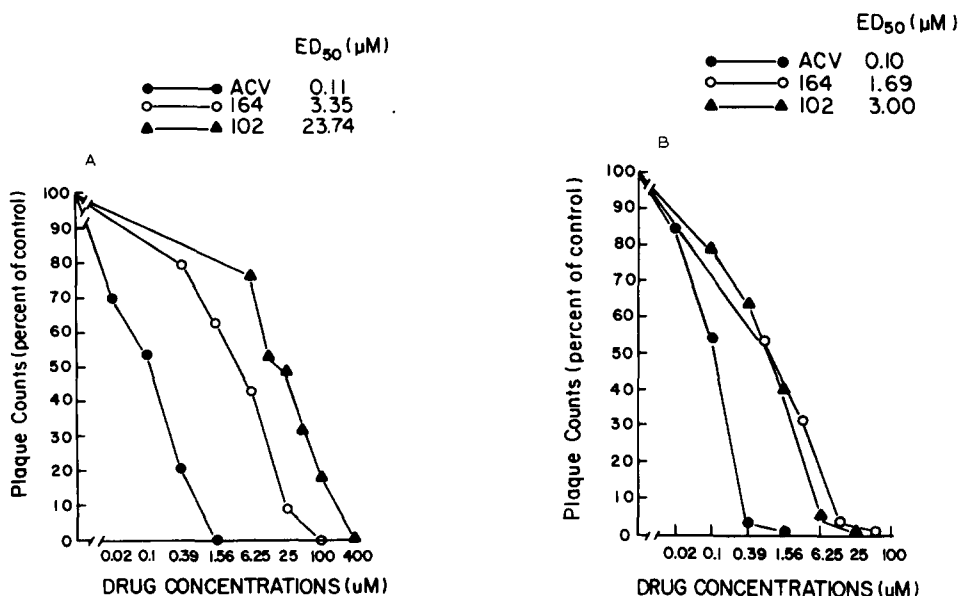 ED50 (µM)
ACV 0.11
164 3.35
102 23.74
A
100
90
80
70
60
50
40
30
20
10
0
Plaque Counts (percent of control)
0.02 0.1 0.39 1.56 6.25 25 100 400
DRUG CONCENTRATIONS (uM)
ED50 (µM)
ACV 0.10
164 1.69
102 3.00
B
100
90
80
70
60
50
40
30
20
10
0
Plaque Counts (percent of control)
0.02 0.1 0.39 1.56 6.25 25 100
DRUG CONCENTRATIONS (uM)